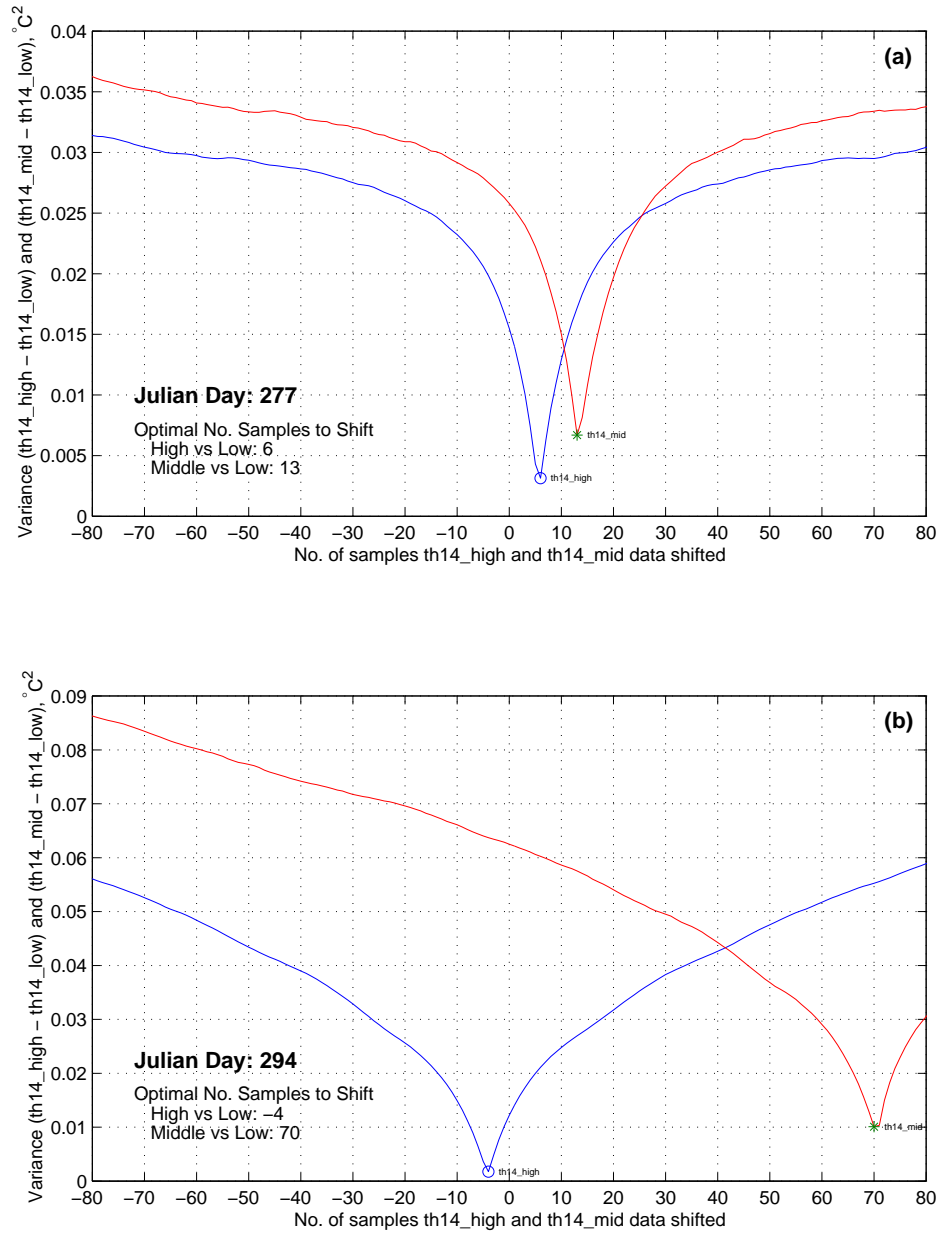 (a)
Variance (th14_high − th14_low) and (th14_mid − th14_low), °C²
0.04
0.035
0.03
0.025
0.02
0.015
0.01
0.005
0
Julian Day: 277
Optimal No. Samples to Shift
High vs Low: 6
Middle vs Low: 13
th14_mid
th14_high
−80 −70 −60 −50 −40 −30 −20 −10 0 10 20 30 40 50 60 70 80
No. of samples th14_high and th14_mid data shifted
(b)
Variance (th14_high − th14_low) and (th14_mid − th14_low), °C²
0.09
0.08
0.07
0.06
0.05
0.04
0.03
0.02
0.01
0
Julian Day: 294
Optimal No. Samples to Shift
High vs Low: −4
Middle vs Low: 70
th14_mid
th14_high
−80 −70 −60 −50 −40 −30 −20 −10 0 10 20 30 40 50 60 70 80
No. of samples th14_high and th14_mid data shifted